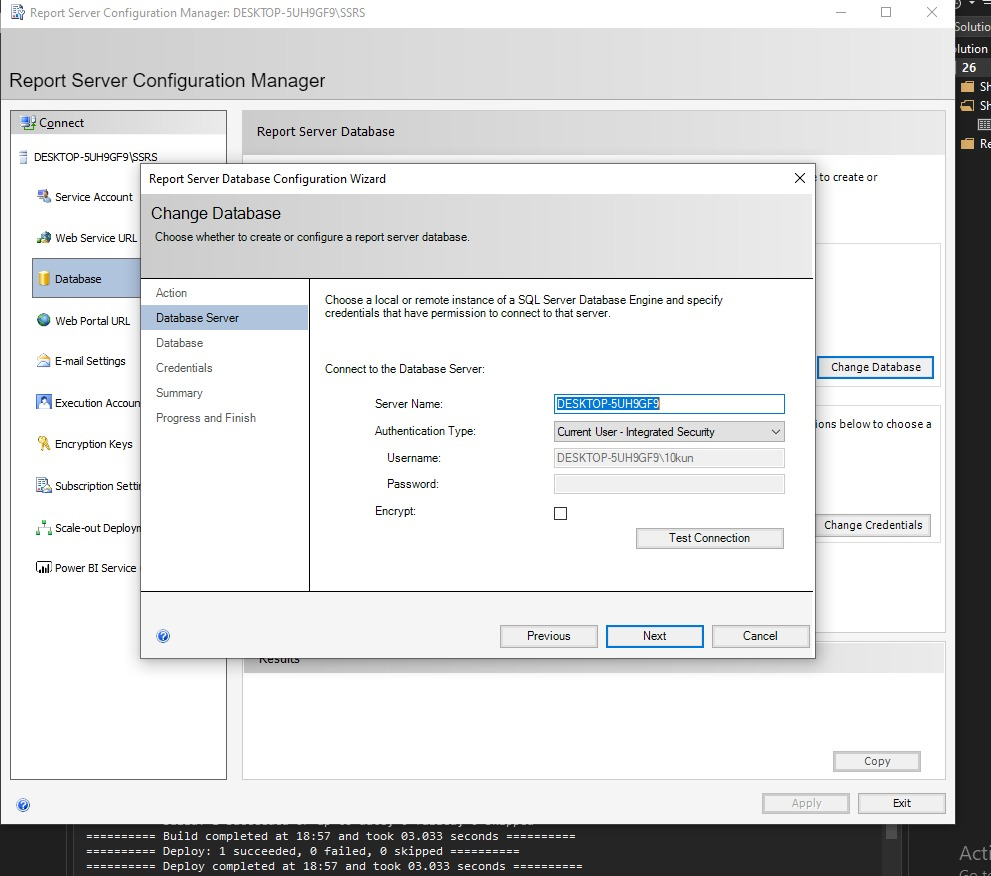 Report Server Configuration Manager: DESKTOP-5UH9GF9\SSRS
Report Server Configuration Manager
Connect
DESKTOP-5UH9GF9\SSRS
Service Account
Web Service URL
Database
Web Portal URL
E-mail Settings
Execution Accoun
Encryption Keys
Subscription Settin
Scale-out Deployn
Power BI Service
Report Server Database
e to create or
Change Database
ions below to choose a
Change Credentials
Report Server Database Configuration Wizard
Change Database
Choose whether to create or configure a report server database.
Action
Database Server
Database
Credentials
Summary
Progress and Finish
Choose a local or remote instance of a SQL Server Database Engine and specify
credentials that have permission to connect to that server.
Connect to the Database Server:
Server Name: DESKTOP-5UH9GF9
Authentication Type: Current User - Integrated Security
Username: DESKTOP-5UH9GF9\10kun
Password:
Encrypt:
Test Connection
Previous Next Cancel
Results
Copy
Apply Exit
========== Build completed at 18:57 and took 03.033 seconds ==========
========== Deploy: 1 succeeded, 0 failed, 0 skipped ==========
========== Deploy completed at 18:57 and took 03.033 seconds ==========
Solutio
olution
26
Sh
Sh
Re
Acti